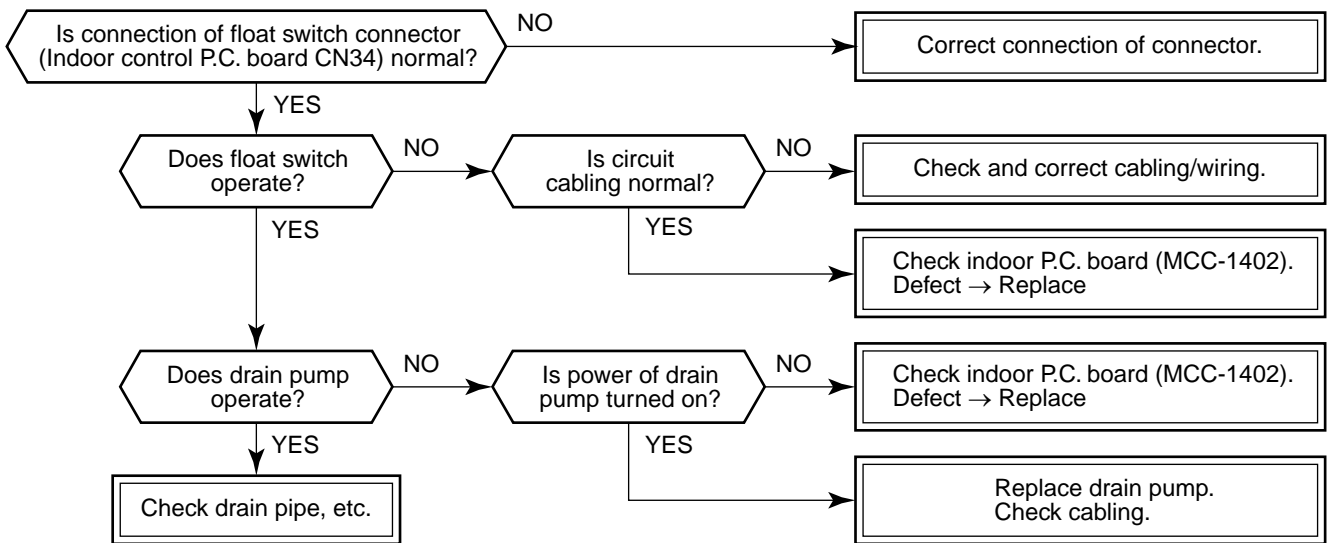 Is connection of float switch connector
(Indoor control P.C. board CN34) normal?
NO
Correct connection of connector.
YES
Does float switch
operate?
NO
Is circuit
cabling normal?
NO
Check and correct cabling/wiring.
YES
YES
Check indoor P.C. board (MCC-1402).
Defect → Replace
Does drain pump
operate?
NO
Is power of drain
pump turned on?
NO
Check indoor P.C. board (MCC-1402).
Defect → Replace
YES
YES
Check drain pipe, etc.
Replace drain pump.
Check cabling.